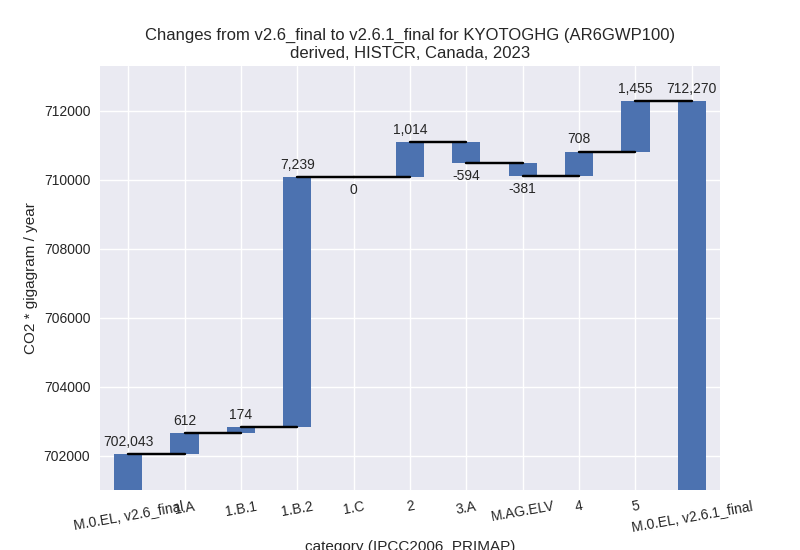 Changes from v2.6_final to v2.6.1_final for KYOTOGHG (AR6GWP100)
derived, HISTCR, Canada, 2023
CO2 * gigagram / year
712000
710000
708000
706000
704000
702000
702,043
612
174
7,239
0
1,014
-594
-381
708
1,455
712,270
M.0.EL, v2.6_final
1.A
1.B.1
1.B.2
1.C
2
3.A
M.AG.ELV
4
5
M.0.EL, v2.6.1_final
category (IPCC2006_PRIMAP)